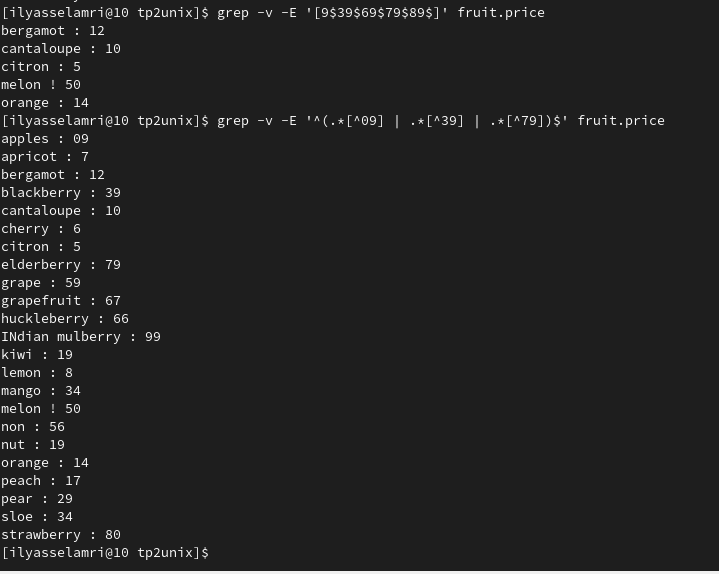 [ilyasselamri@10 tp2unix]$ grep -v -E '[9$39$69$79$89$]' fruit.price
bergamot : 12
cantaloupe : 10
citron : 5
melon ! 50
orange : 14
[ilyasselamri@10 tp2unix]$ grep -v -E '^(.*[^09] | .*[^39] | .*[^79])$' fruit.price
apples : 09
apricot : 7
bergamot : 12
blackberry : 39
cantaloupe : 10
cherry : 6
citron : 5
elderberry : 79
grape : 59
grapefruit : 67
huckleberry : 66
INdian mulberry : 99
kiwi : 19
lemon : 8
mango : 34
melon ! 50
non : 56
nut : 19
orange : 14
peach : 17
pear : 29
sloe : 34
strawberry : 80
[ilyasselamri@10 tp2unix]$